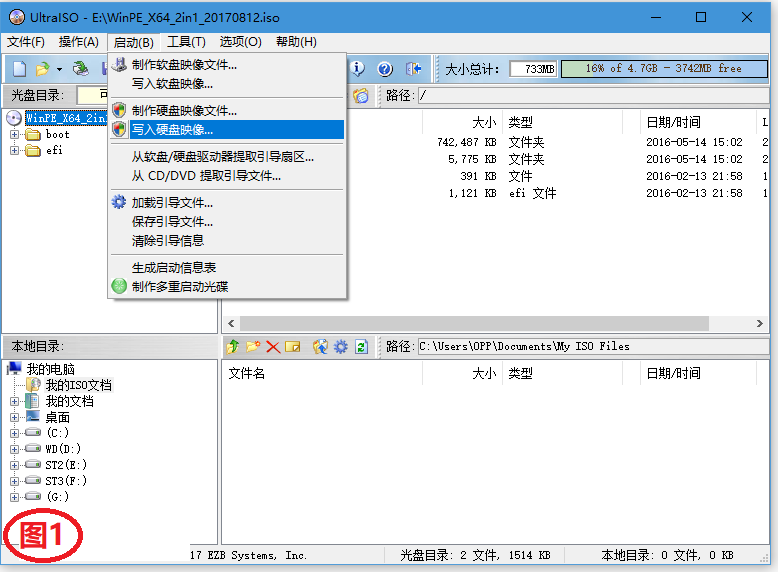 UltraISO - E:\WinPE_X64_2in1_20170812.iso
文件(F) 操作(A) 启动(B) 工具(T) 选项(O) 帮助(H)
大小总计: 733MB 16% of 4.7GB - 3742MB free
光盘目录: 可 路径: /
制作软盘映像文件...
写入软盘映像...
制作硬盘映像文件...
写入硬盘映像...
从软盘/硬盘驱动器提取引导扇区...
从 CD/DVD 提取引导文件...
加载引导文件...
保存引导文件...
清除引导信息
生成启动信息表
制作多重启动光碟
WinPE_X64_2in1
boot
efi
大小 类型 日期/时间 L
742,487 KB 文件夹 2016-05-14 15:02 2
5,775 KB 文件夹 2016-05-14 15:02 2
391 KB 文件 2016-02-13 21:58 1
1,121 KB efi 文件 2016-02-13 21:58 1
本地目录: 路径: C:\Users\OPP\Documents\My ISO Files
我的电脑
我的ISO文档
我的文档
桌面
(C:)
WD(D:)
ST2(E:)
ST3(F:)
(G:)
文件名 大小 类型 日期/时间
图1
17 EZB Systems, Inc. 光盘目录: 2 文件, 1514 KB 本地目录: 0 文件, 0 KB